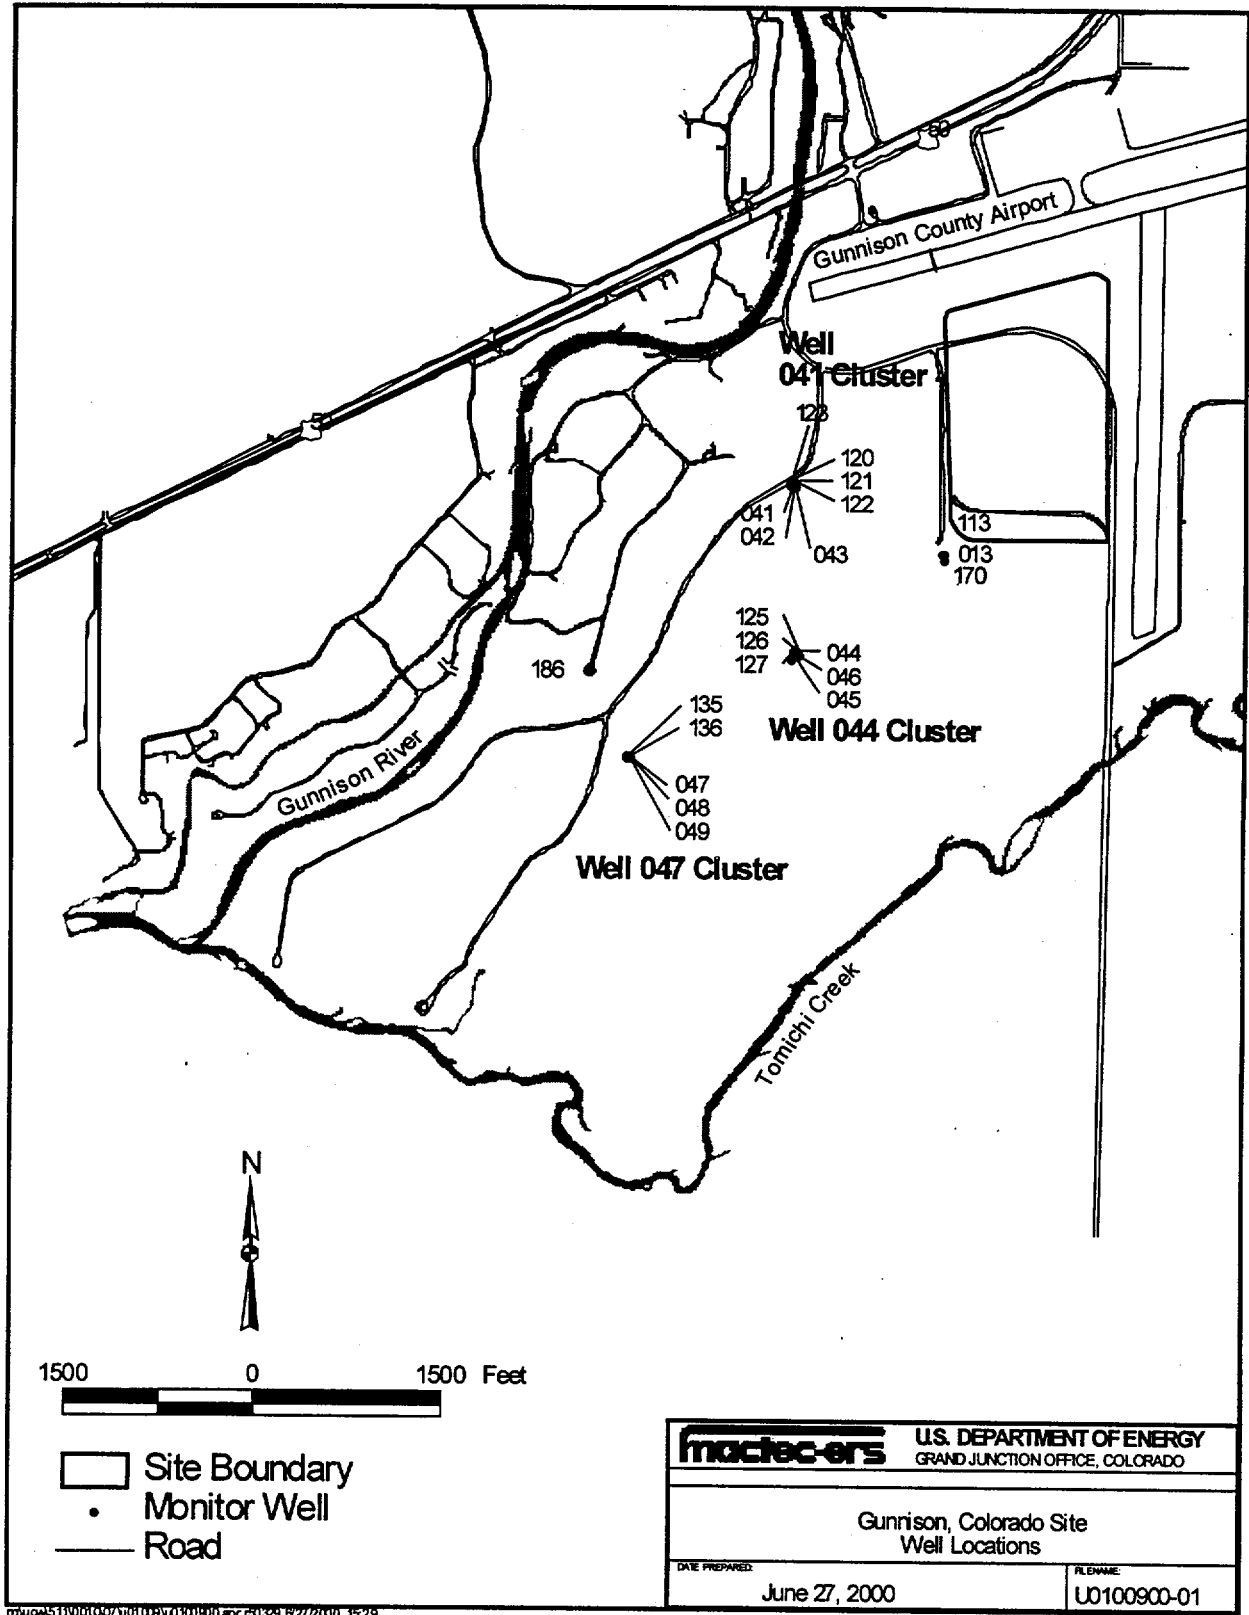 50
Gunnison County Airport
Well
041 Cluster
123
120
121
122
041
042
043
113
013
170
125
126
127
044
046
045
Well 044 Cluster
186
135
136
047
048
049
Well 047 Cluster
Gunnison River
Tomichi Creek
N
1500 0 1500 Feet
Site Boundary
Monitor Well
Road
mactec-ers
U.S. DEPARTMENT OF ENERGY
GRAND JUNCTION OFFICE, COLORADO
Gunnison, Colorado Site
Well Locations
DATE PREPARED:
June 27, 2000
FILENAME:
U0100900-01